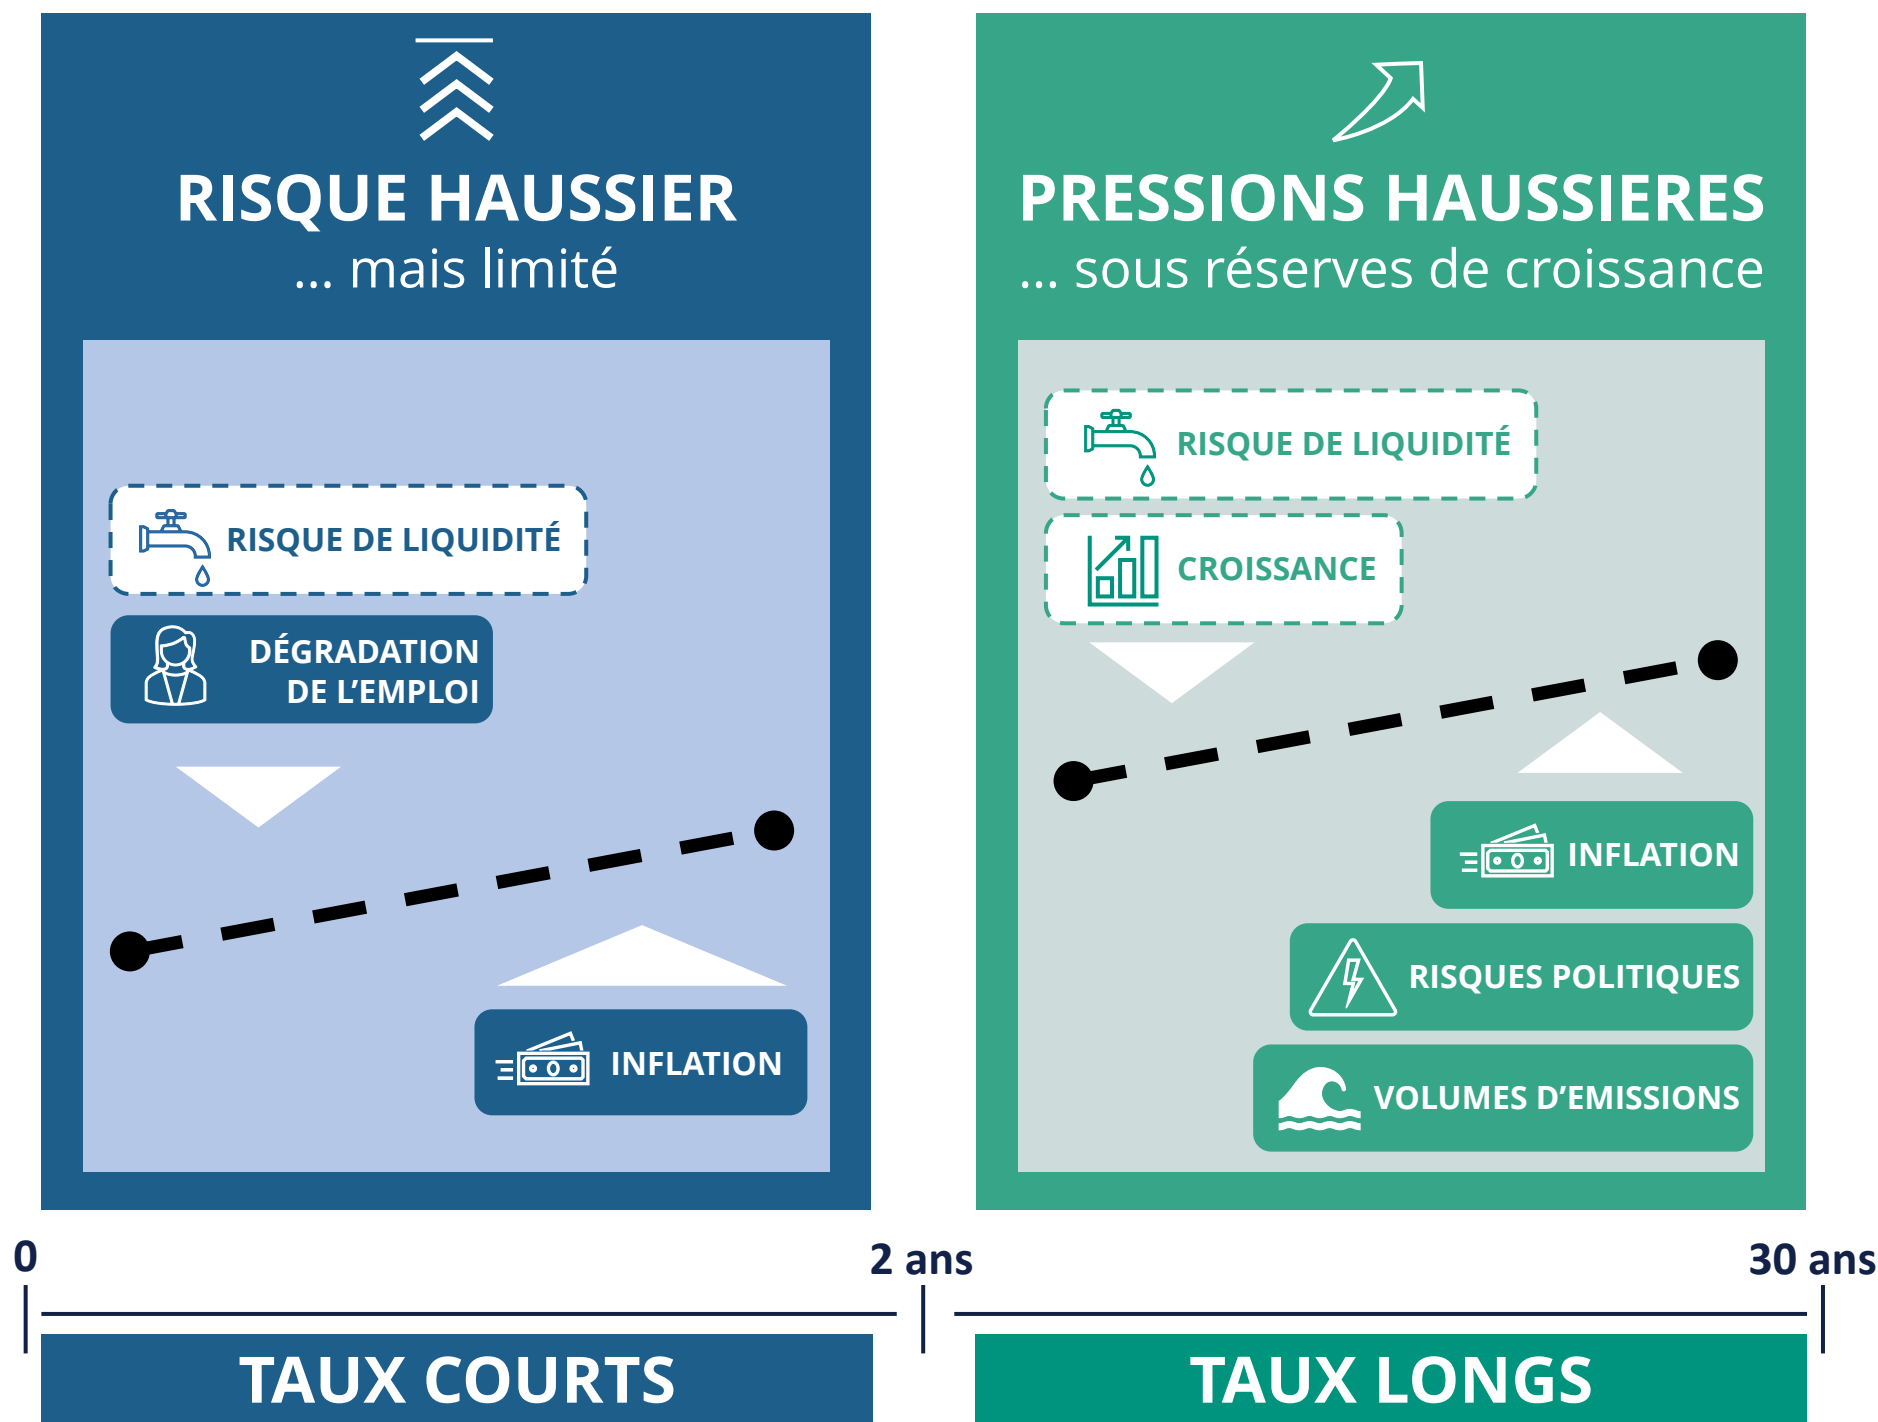 RISQUE HAUSSIER
... mais limité
RISQUE DE LIQUIDITÉ
DÉGRADATION
DE L’EMPLOI
INFLATION
PRESSIONS HAUSSIERES
... sous réserves de croissance
RISQUE DE LIQUIDITÉ
CROISSANCE
INFLATION
RISQUES POLITIQUES
VOLUMES D’EMISSIONS
0
2 ans
30 ans
TAUX COURTS
TAUX LONGS